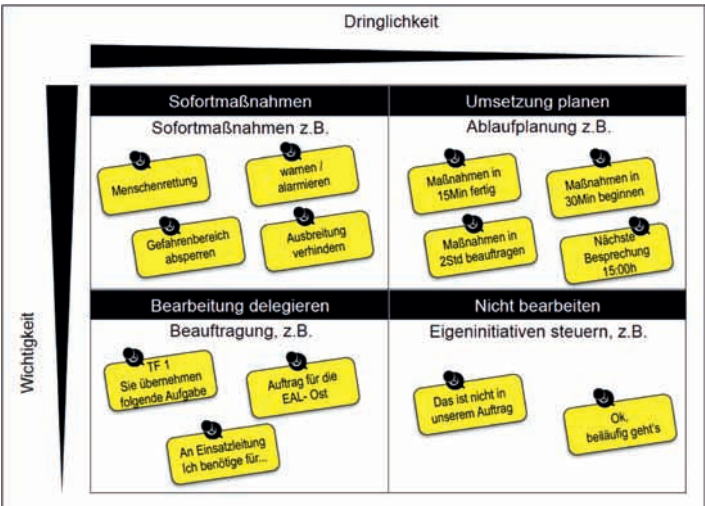 Dringlichkeit
Wichtigkeit
Sofortmaßnahmen
Sofortmaßnahmen z.B.
Menschenrettung
warnen /
alarmieren
Gefahrenbereich
absperren
Ausbreitung
verhindern
Umsetzung planen
Ablaufplanung z.B.
Maßnahmen in
15Min fertig
Maßnahmen in
30Min beginnen
Maßnahmen in
2Std beauftragen
Nächste
Besprechung
15:00h
Bearbeitung delegieren
Beauftragung, z.B.
TF 1
Sie übernehmen
folgende Aufgabe
Auftrag für die
EAL- Ost
An Einsatzleitung
Ich benötige für...
Nicht bearbeiten
Eigeninitiativen steuern, z.B.
Das ist nicht in
unserem Auftrag
Ok,
beiläufig geht's